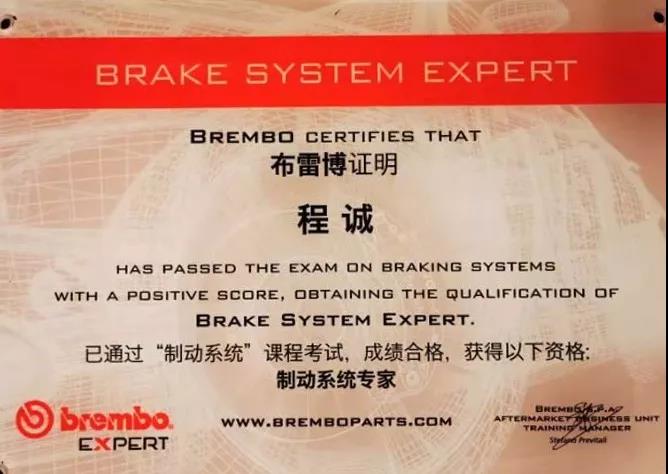 BRAKE SYSTEM EXPERT
BREMBO CERTIFIES THAT
布雷博证明
程诚
HAS PASSED THE EXAM ON BRAKING SYSTEMS
WITH A POSITIVE SCORE, OBTAINING THE QUALIFICATION OF
BRAKE SYSTEM EXPERT.
已通过“制动系统”课程考试,成绩合格,获得以下资格:
制动系统专家
brembo.
EXPERT
WWW.BREMBOPARTS.COM
BREMBO S.P.A.
AFTERMARKET BUSINESS UNIT
TRAINING MANAGER
Stefano Previtali